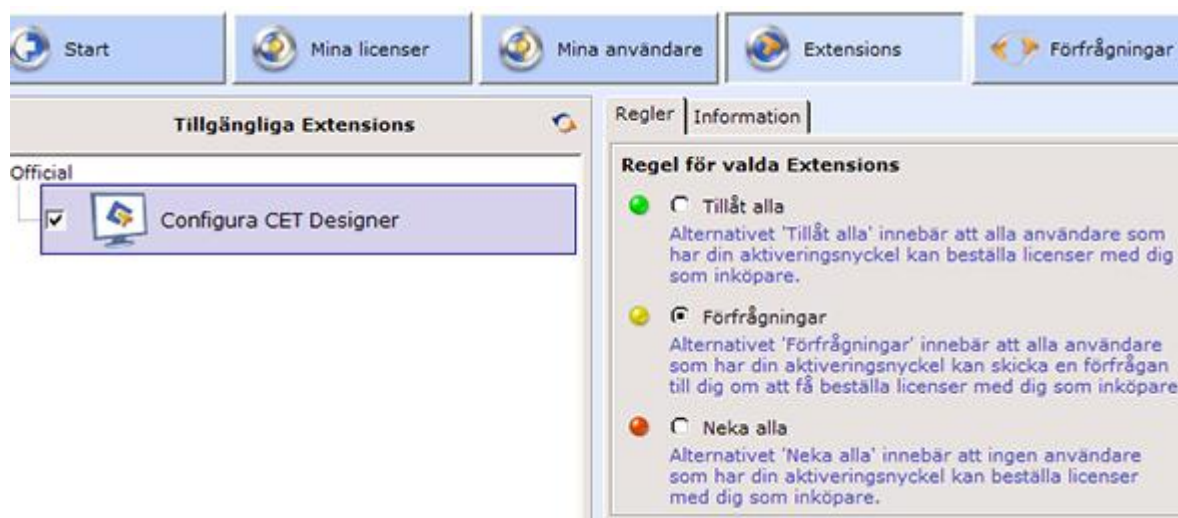 Start
Mina licenser
Mina användare
Extensions
Förfrågningar
Tillgängliga Extensions
Official
Configura CET Designer
Regler
Information
Regel för valda Extensions
Tillåt alla
Alternativet 'Tillåt alla' innebär att alla användare som
har din aktiveringsnyckel kan beställa licenser med dig
som inköpare.
Förfrågningar
Alternativet 'Förfrågningar' innebär att alla användare
som har din aktiveringsnyckel kan skicka en förfrågan
till dig om att få beställa licenser med dig som inköpare
Neka alla
Alternativet 'Neka alla' innebär att ingen användare
som har din aktiveringsnyckel kan beställa licenser
med dig som inköpare.